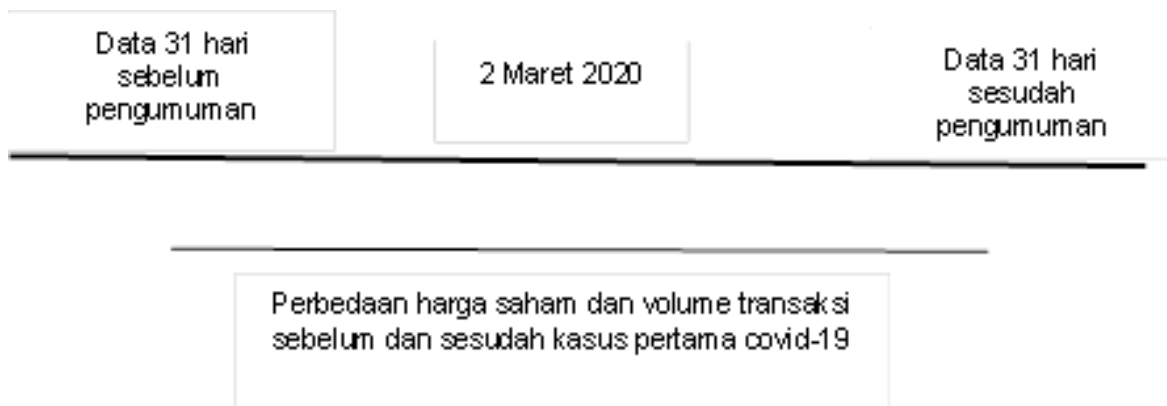 Data 31 hari
sebelum
pengumuman
2 Maret 2020
Data 31 hari
sesudah
pengumuman
Perbedaan harga saham dan volume transaksi
sebelum dan sesudah kasus pertama covid-19